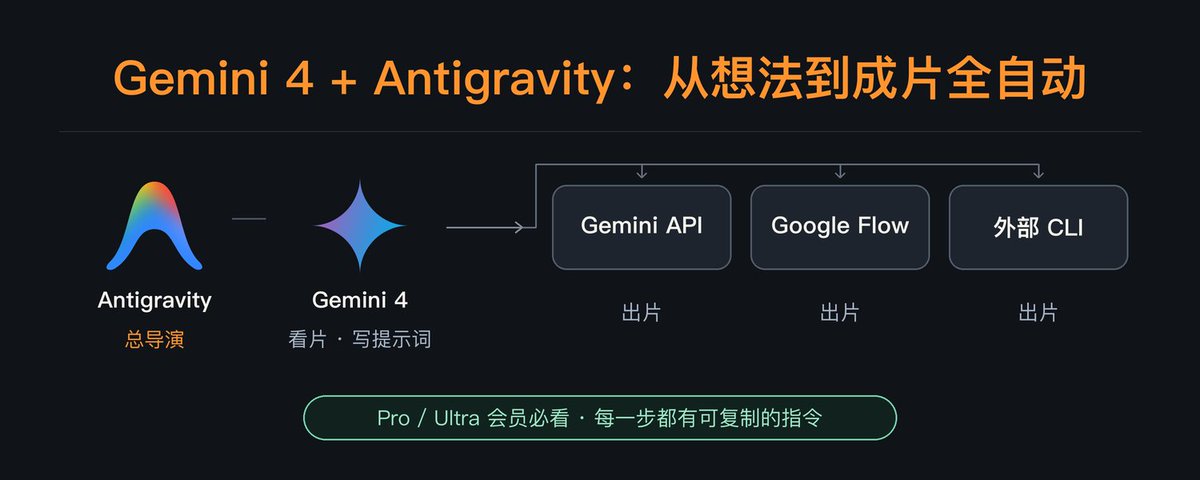 Gemini 4 + Antigravity：从想法到成片全自动
Antigravity
总导演
Gemini 4
看片 · 写提示词
Gemini API
出片
Google Flow
出片
外部 CLI
出片
Pro / Ultra 会员必看 · 每一步都有可复制的指令